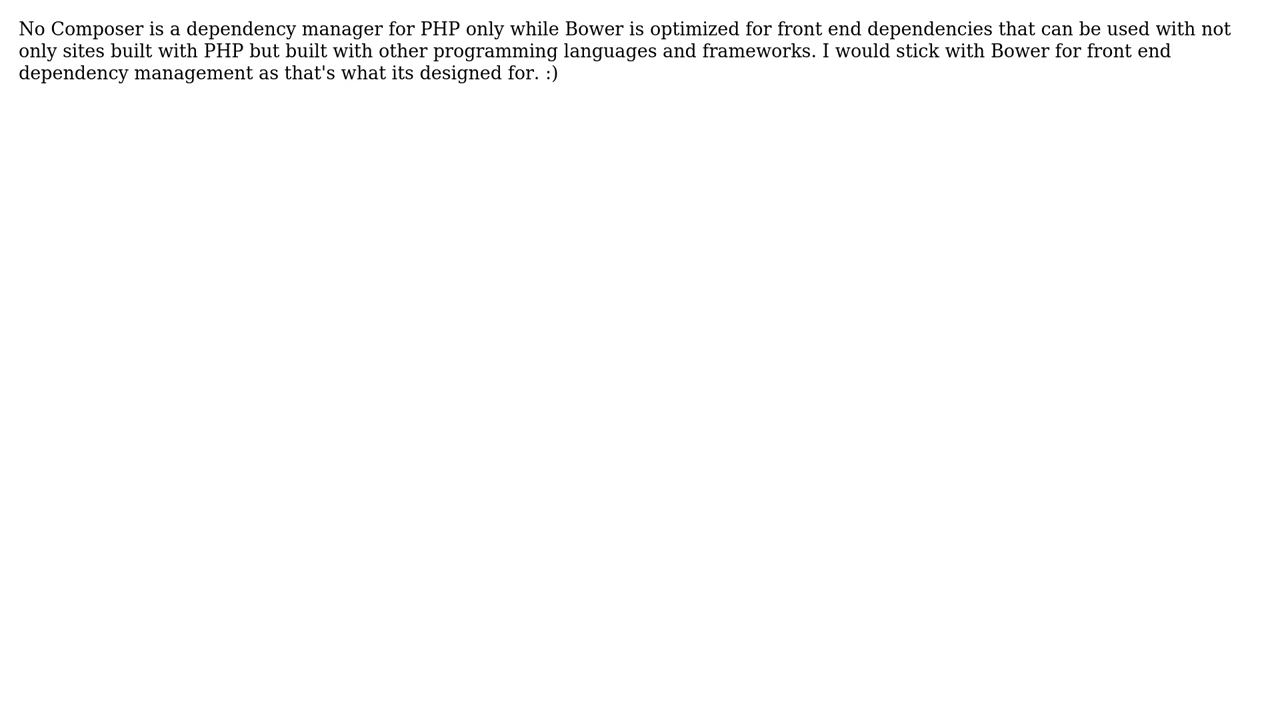 No Composer is a dependency manager for PHP only while Bower is optimized for front end dependencies that can be used with not
only sites built with PHP but built with other programming languages and frameworks. I would stick with Bower for front end
dependency management as that's what its designed for. :)